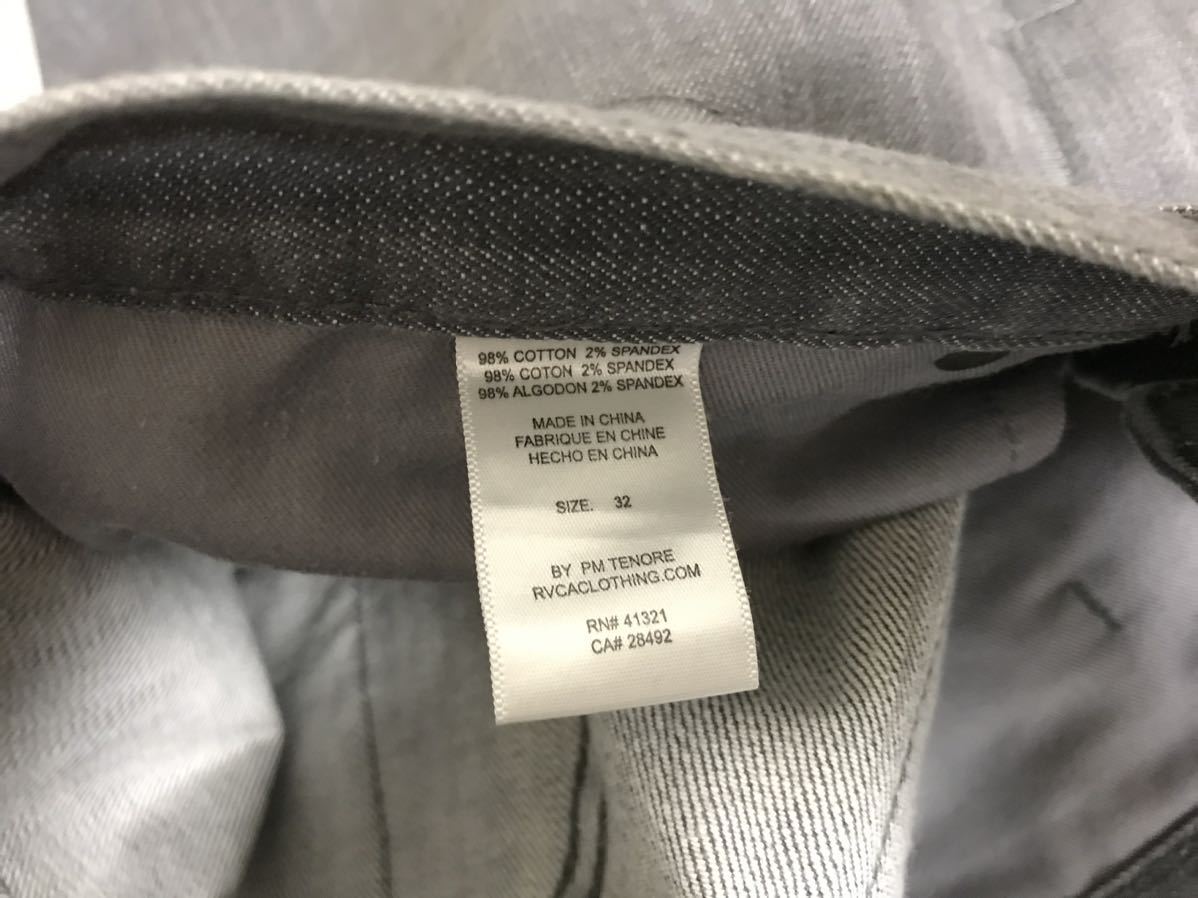 98% COTTON 2% SPANDEX
98% COTON 2% SPANDEX
98% ALGODON 2% SPANDEX
MADE IN CHINA
FABRIQUE EN CHINE
HECHO EN CHINA
SIZE. 32
BY PM TENORE
RVCACLOTHING.COM
RN# 41321
CA# 28492